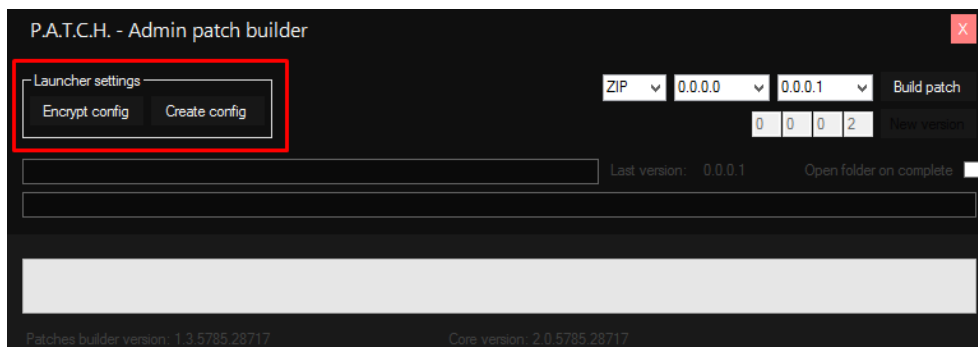 P.A.T.C.H. - Admin patch builder X
Launcher settings
Encrypt config Create config
ZIP 0.0.0.0 0.0.0.1 Build patch
0 0 0 2 New version
Last version: 0.0.0.1 Open folder on complete
Patches builder version: 1.3.5785.28717 Core version: 2.0.5785.28717